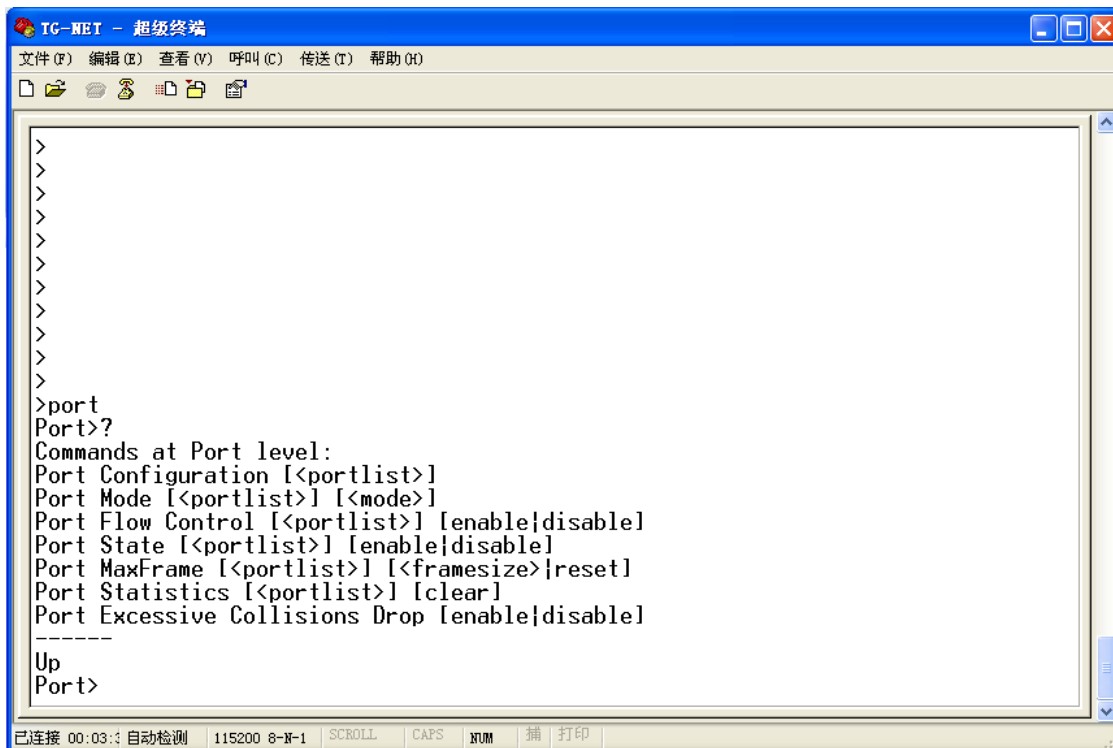 TG-NET - 超级终端
文件(F) 编辑(E) 查看(V) 呼叫(C) 传送(T) 帮助(H)
>
>
>
>
>
>
>
>
>
>
>
>port
Port>?
Commands at Port level:
Port Configuration [<portlist>]
Port Mode [<portlist>] [<mode>]
Port Flow Control [<portlist>] [enable|disable]
Port State [<portlist>] [enable|disable]
Port MaxFrame [<portlist>] [<framesize>|reset]
Port Statistics [<portlist>] [clear]
Port Excessive Collisions Drop [enable|disable]
------
Up
Port>
已连接 00:03:3 自动检测 115200 8-N-1 SCROLL CAPS NUM 捕 打印